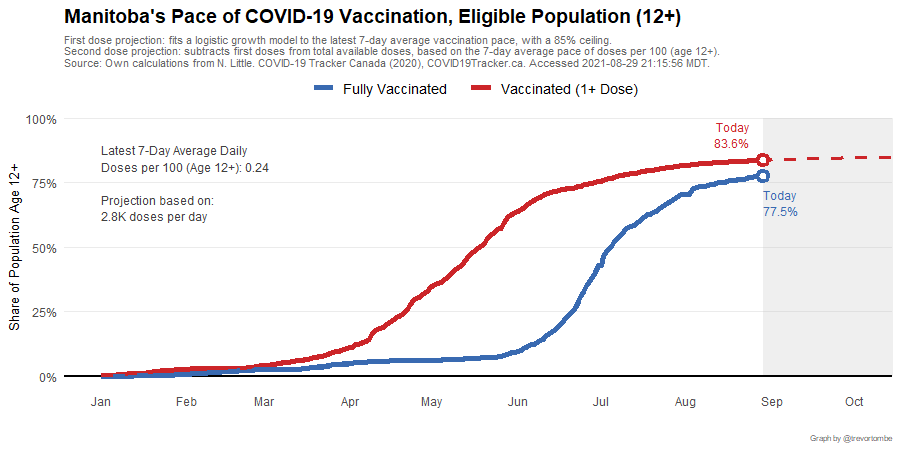 Manitoba's Pace of COVID-19 Vaccination, Eligible Population (12+)
First dose projection: fits a logistic growth model to the latest 7-day average vaccination pace, with a 85% ceiling.
Second dose projection: subtracts first doses from total available doses, based on the 7-day average pace of doses per 100 (age 12+).
Source: Own calculations from N. Little. COVID-19 Tracker Canada (2020), COVID19Tracker.ca. Accessed 2021-08-29 21:15:56 MDT.
Fully Vaccinated
Vaccinated (1+ Dose)
Share of Population Age 12+
100%
75%
50%
25%
0%
Latest 7-Day Average Daily
Doses per 100 (Age 12+): 0.24
Projection based on:
2.8K doses per day
Today
83.6%
Today
77.5%
Jan Feb Mar Apr May Jun Jul Aug Sep Oct
Graph by @trevortombe